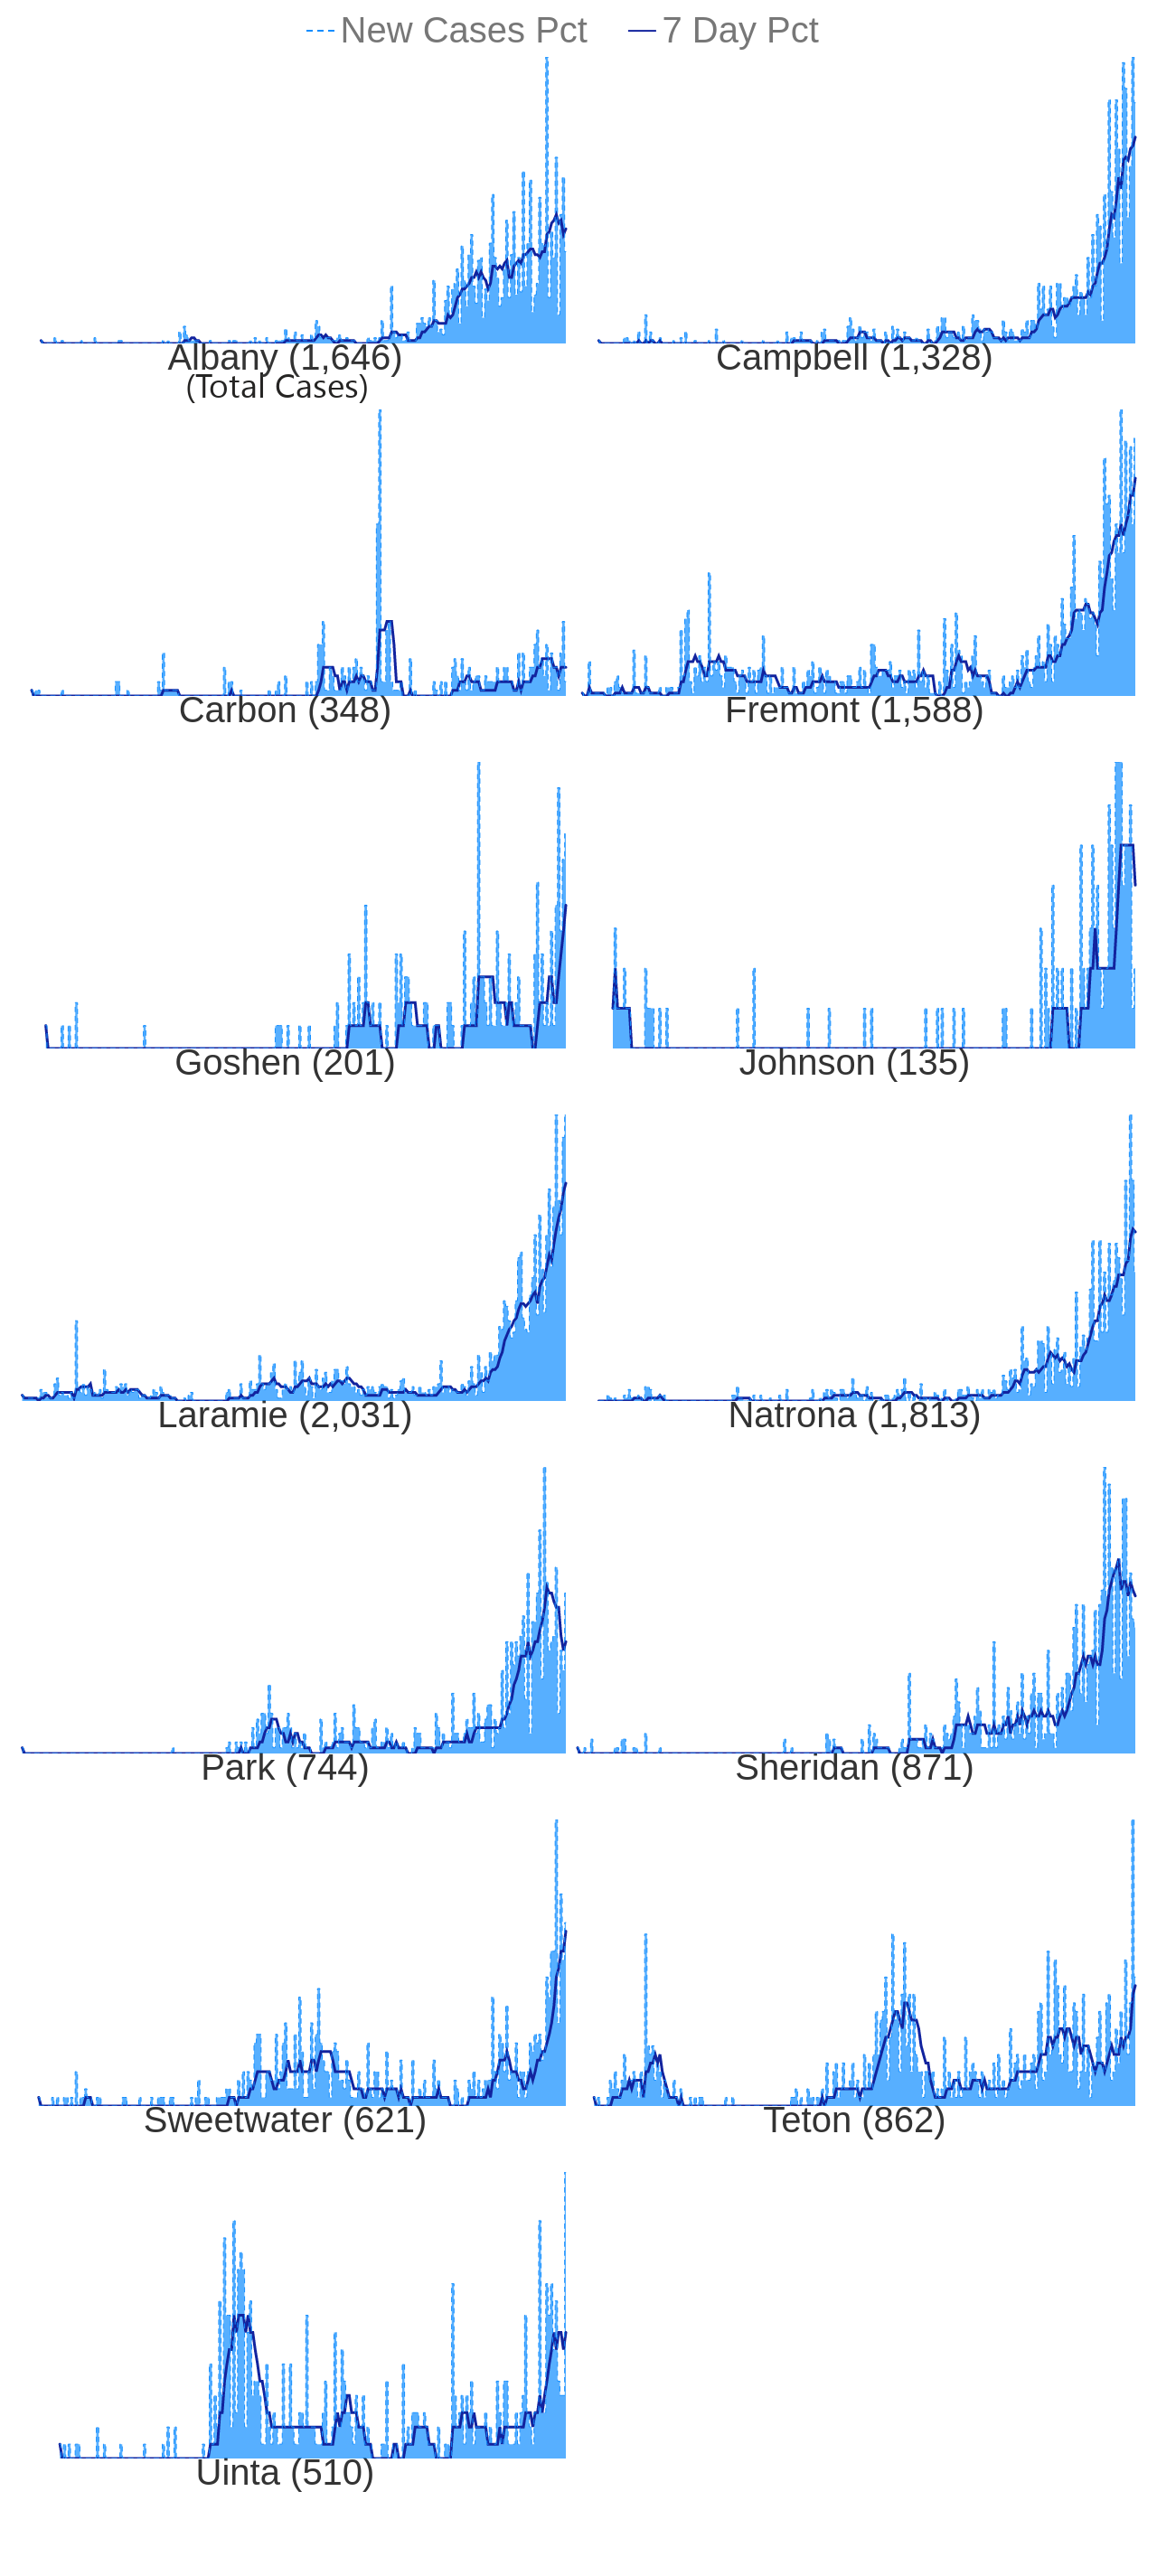 New Cases Pct 7 Day Pct
Albany (1,646) Campbell (1,328)
(Total Cases)
Carbon (348) Fremont (1,588)
Goshen (201) Johnson (135)
Laramie (2,031) Natrona (1,813)
Park (744) Sheridan (871)
Sweetwater (621) Teton (862)
Uinta (510)